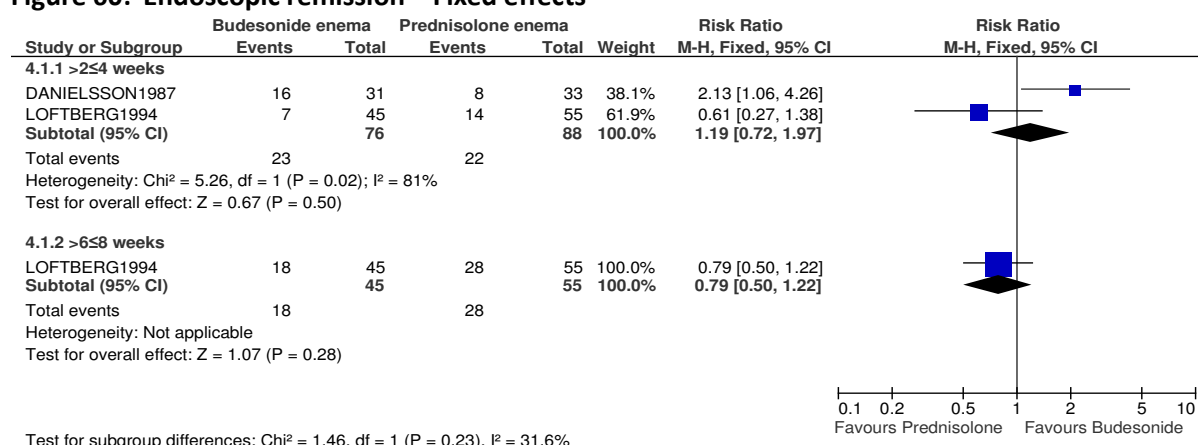 Figure 60: Endoscopic remission – Fixed effects
Budesonide enema Prednisolone enema Risk Ratio Risk Ratio
Study or Subgroup Events Total Events Total Weight M-H, Fixed, 95% CI M-H, Fixed, 95% CI
4.1.1 >2≤4 weeks
DANIELSSON1987 16 31 8 33 38.1% 2.13 [1.06, 4.26]
LOFTBERG1994 7 45 14 55 61.9% 0.61 [0.27, 1.38]
Subtotal (95% CI) 76 88 100.0% 1.19 [0.72, 1.97]
Total events 23 22
Heterogeneity: Chi² = 5.26, df = 1 (P = 0.02); I² = 81%
Test for overall effect: Z = 0.67 (P = 0.50)
4.1.2 >6≤8 weeks
LOFTBERG1994 18 45 28 55 100.0% 0.79 [0.50, 1.22]
Subtotal (95% CI) 45 55 100.0% 0.79 [0.50, 1.22]
Total events 18 28
Heterogeneity: Not applicable
Test for overall effect: Z = 1.07 (P = 0.28)
0.1 0.2 0.5 1 2 5 10
Favours Prednisolone Favours Budesonide
Test for subgroup differences: Chi² = 1.46, df = 1 (P = 0.23), I² = 31.6%